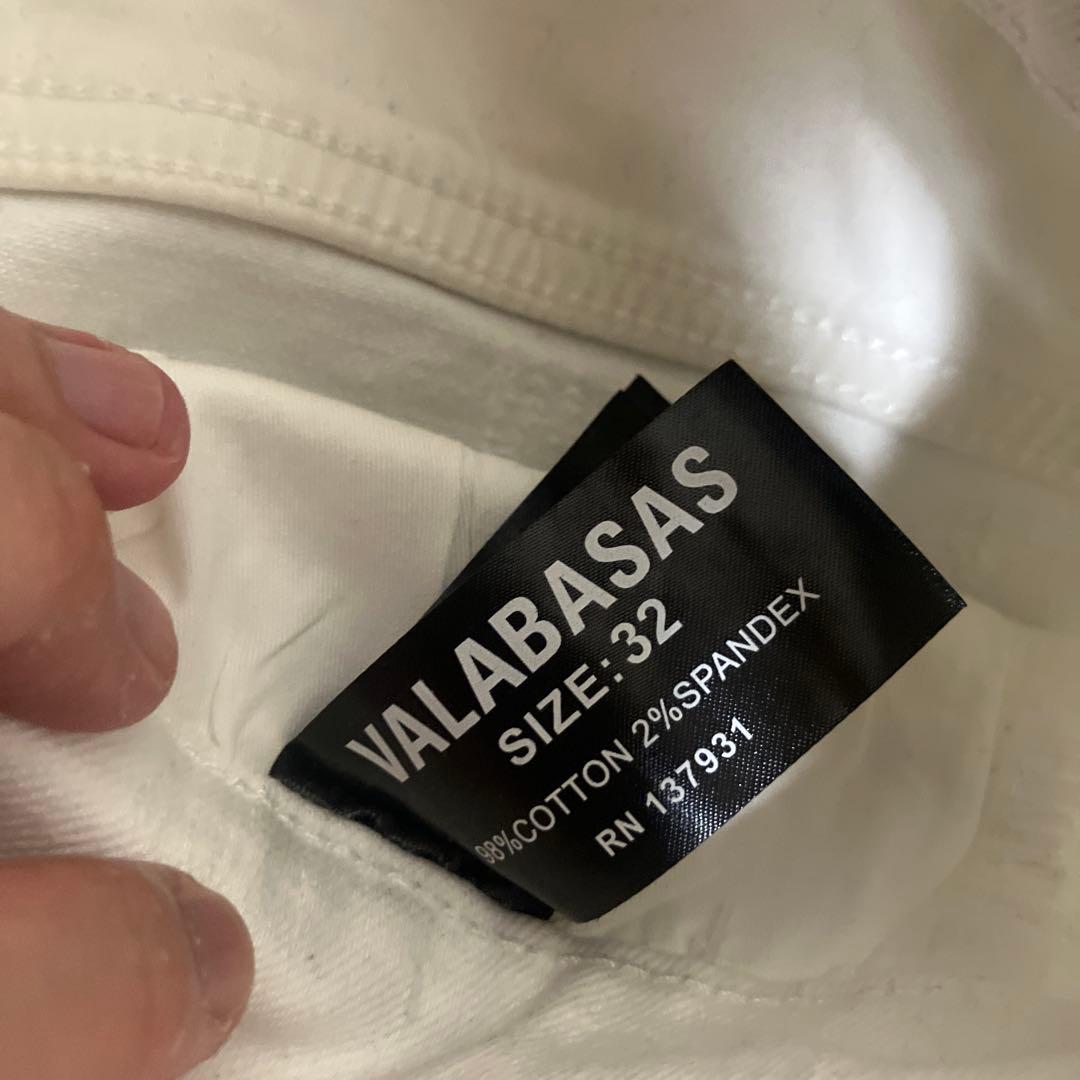 VALABASAS
SIZE: 32
98%COTTON 2%SPANDEX
RN 137931